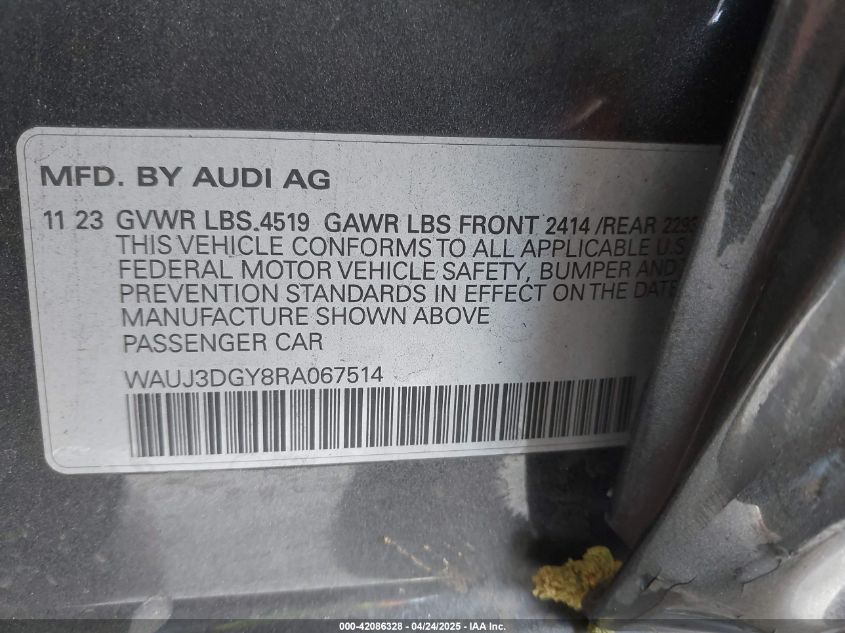 MFD. BY AUDI AG
11 23 GVWR LBS.4519 GAWR LBS FRONT 2414 /REAR 2293
THIS VEHICLE CONFORMS TO ALL APPLICABLE U.S
FEDERAL MOTOR VEHICLE SAFETY, BUMPER AND
PREVENTION STANDARDS IN EFFECT ON THE DATE
MANUFACTURE SHOWN ABOVE
PASSENGER CAR
WAUJ3DGY8RA067514
000-42086328 - 04/24/2025 - IAA Inc.